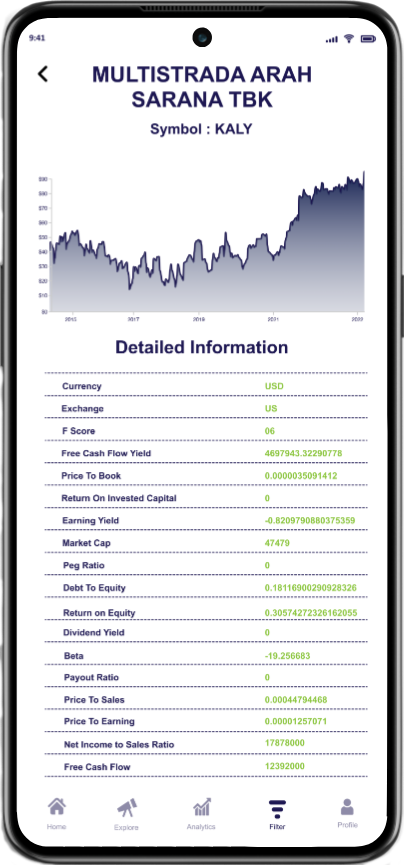 9:41
MULTISTRADA ARAH
SARANA TBK
Symbol : KALY
$90
$80
$70
$60
$50
$40
$30
$20
$10
$0
2015 2017 2019 2021 2022
Detailed Information
Currency USD
Exchange US
F Score 06
Free Cash Flow Yield 4697943.32290778
Price To Book 0.0000035091412
Return On Invested Capital 0
Earning Yield -0.8209790880375359
Market Cap 47479
Peg Ratio 0
Debt To Equity 0.18116900290928326
Return on Equity 0.30574272326162055
Dividend Yield 0
Beta -19.256683
Payout Ratio 0
Price To Sales 0.00044794468
Price To Earning 0.00001257071
Net Income to Sales Ratio 17878000
Free Cash Flow 12392000
Home Explore Analytics Filter Profile